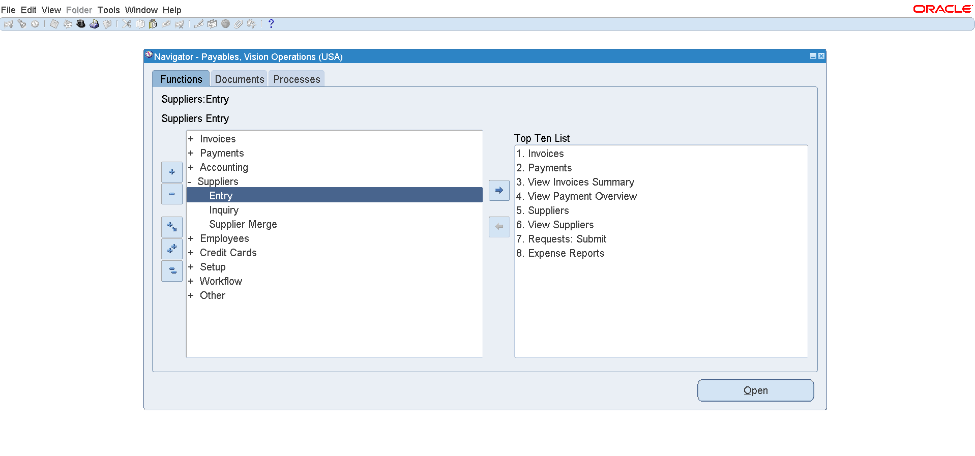 File Edit View Folder Tools Window Help
ORACLE
?
Navigator - Payables, Vision Operations (USA)
Functions Documents Processes
Suppliers:Entry
Suppliers Entry
+ Invoices
+ Payments
+ Accounting
- Suppliers
Entry
Inquiry
Supplier Merge
+ Employees
+ Credit Cards
+ Setup
+ Workflow
+ Other
Top Ten List
1. Invoices
2. Payments
3. View Invoices Summary
4. View Payment Overview
5. Suppliers
6. View Suppliers
7. Requests: Submit
8. Expense Reports
Open